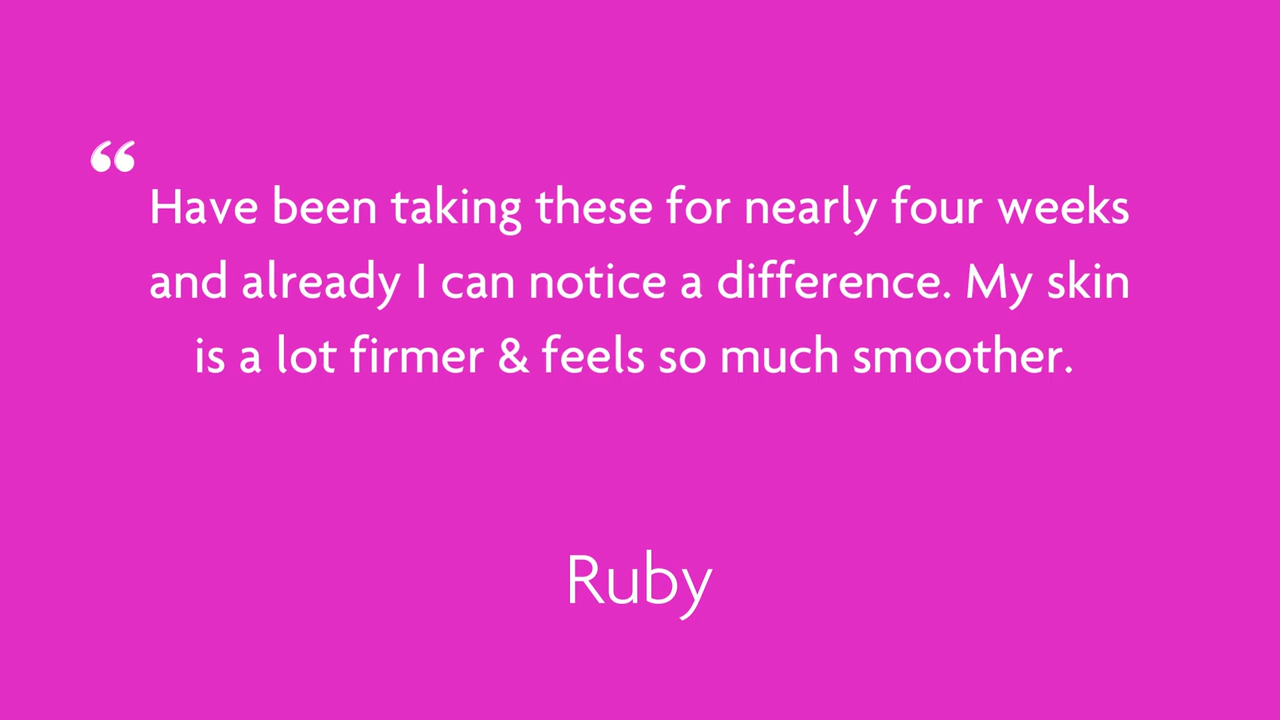 “
Have been taking these for nearly four weeks
and already I can notice a difference. My skin
is a lot firmer & feels so much smoother.
Ruby